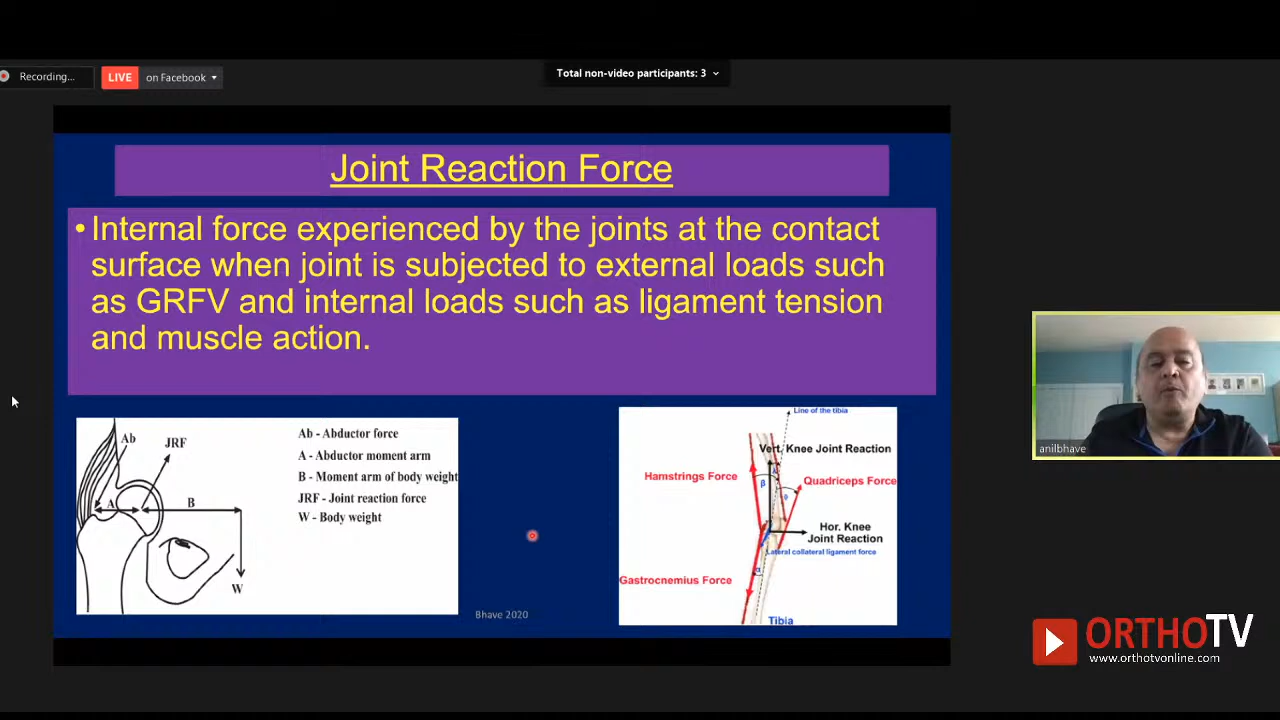 Recording...
LIVE on Facebook
Total non-video participants: 3
Joint Reaction Force
• Internal force experienced by the joints at the contact
surface when joint is subjected to external loads such
as GRFV and internal loads such as ligament tension
and muscle action.
Ab
JRF
A
B
W
Ab - Abductor force
A - Abductor moment arm
B - Moment arm of body weight
JRF - Joint reaction force
W - Body weight
Bhave 2020
Line of the tibia
Vert. Knee Joint Reaction
Hamstrings Force
β
Quadriceps Force
Hor. Knee
Joint Reaction
Lateral collateral ligament force
α
Gastrocnemius Force
Tibia
anilbhave
ORTHOTV
www.orthotvonline.com